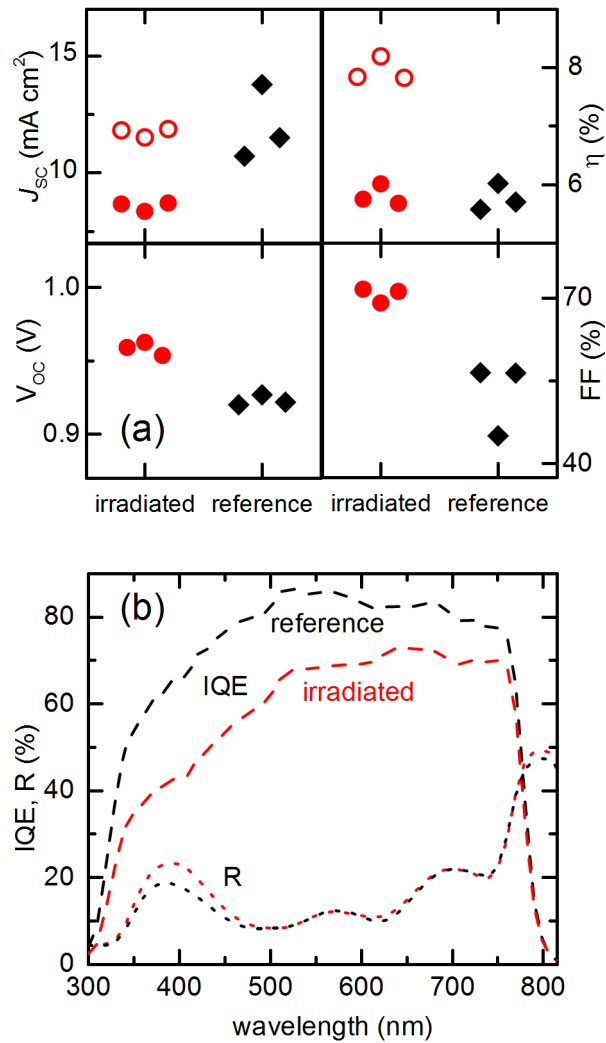 15
10
J_SC (mA cm²)
8
6
η (%)
1.0
0.9
V_OC (V)
(a)
70
40
FF (%)
irradiated reference irradiated reference
(b)
80
60
40
20
0
IQE, R (%)
reference
IQE
irradiated
R
300 400 500 600 700 800
wavelength (nm)